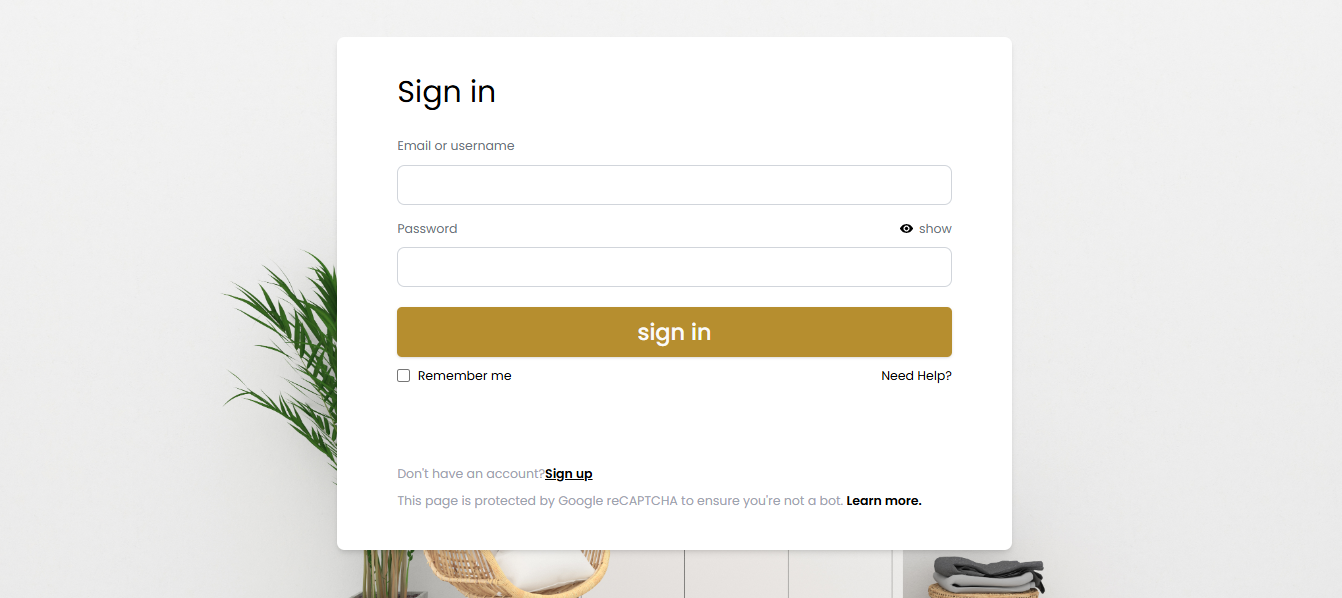 Sign in
Email or username
Password show
sign in
Remember me Need Help?
Don't have an account?Sign up
This page is protected by Google reCAPTCHA to ensure you're not a bot. Learn more.